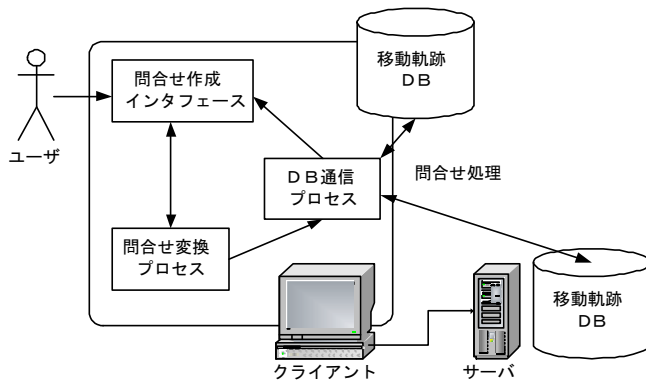 移動軌跡
ＤＢ
問合せ作成
インタフェース
ユーザ
ＤＢ通信
プロセス
問合せ処理
問合せ変換
プロセス
移動軌跡
ＤＢ
クライアント
サーバ